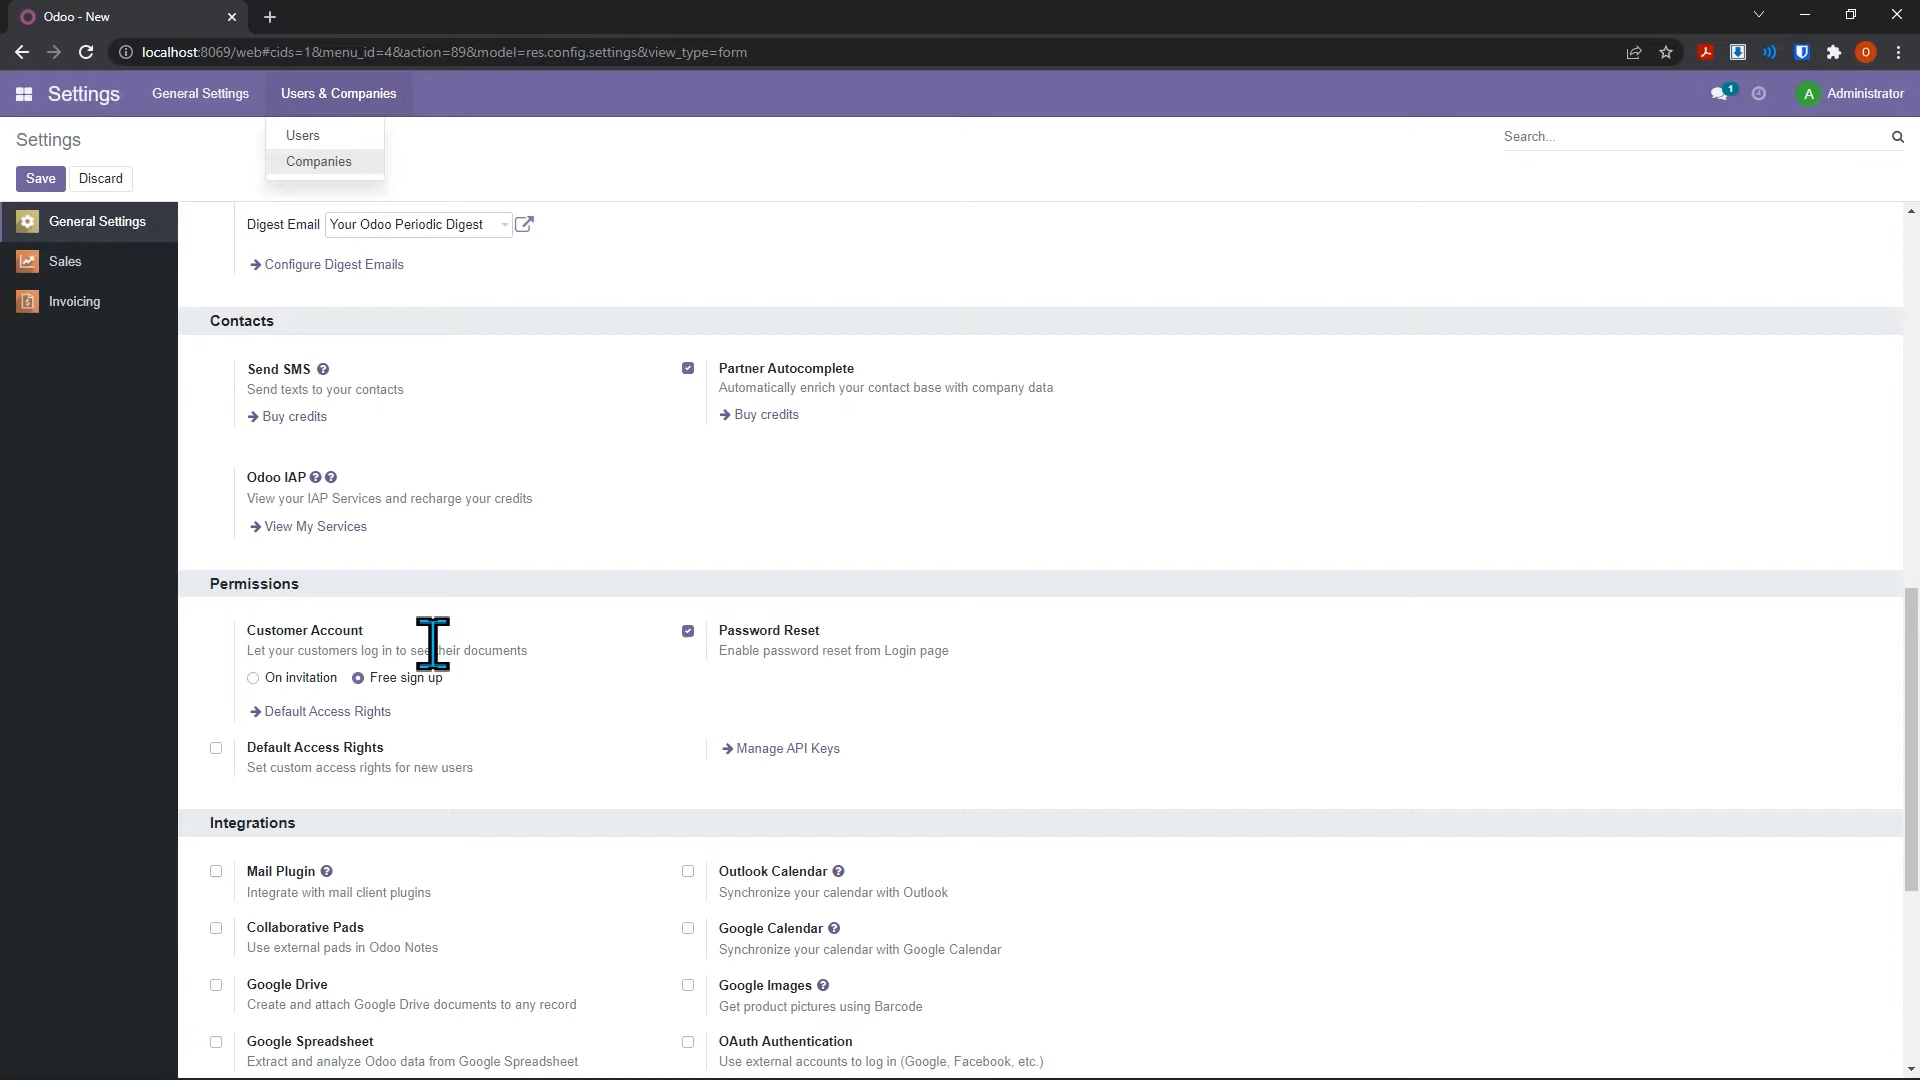 Odoo - New
localhost:8069/web#cids=1&menu_id=4&action=89&model=res.config.settings&view_type=form
O
Settings
General Settings
Users & Companies
1
A
Administrator
Settings
Users
Companies
Search...
Save
Discard
General Settings
Sales
Invoicing
Digest Email
Your Odoo Periodic Digest
Configure Digest Emails
Contacts
Send SMS
Send texts to your contacts
Buy credits
Partner Autocomplete
Automatically enrich your contact base with company data
Buy credits
Odoo IAP
View your IAP Services and recharge your credits
View My Services
Permissions
Customer Account
Let your customers log in to see their documents
On invitation
Free sign up
Default Access Rights
Password Reset
Enable password reset from Login page
Default Access Rights
Set custom access rights for new users
Manage API Keys
Integrations
Mail Plugin
Integrate with mail client plugins
Outlook Calendar
Synchronize your calendar with Outlook
Collaborative Pads
Use external pads in Odoo Notes
Google Calendar
Synchronize your calendar with Google Calendar
Google Drive
Create and attach Google Drive documents to any record
Google Images
Get product pictures using Barcode
Google Spreadsheet
Extract and analyze Odoo data from Google Spreadsheet
OAuth Authentication
Use external accounts to log in (Google, Facebook, etc.)